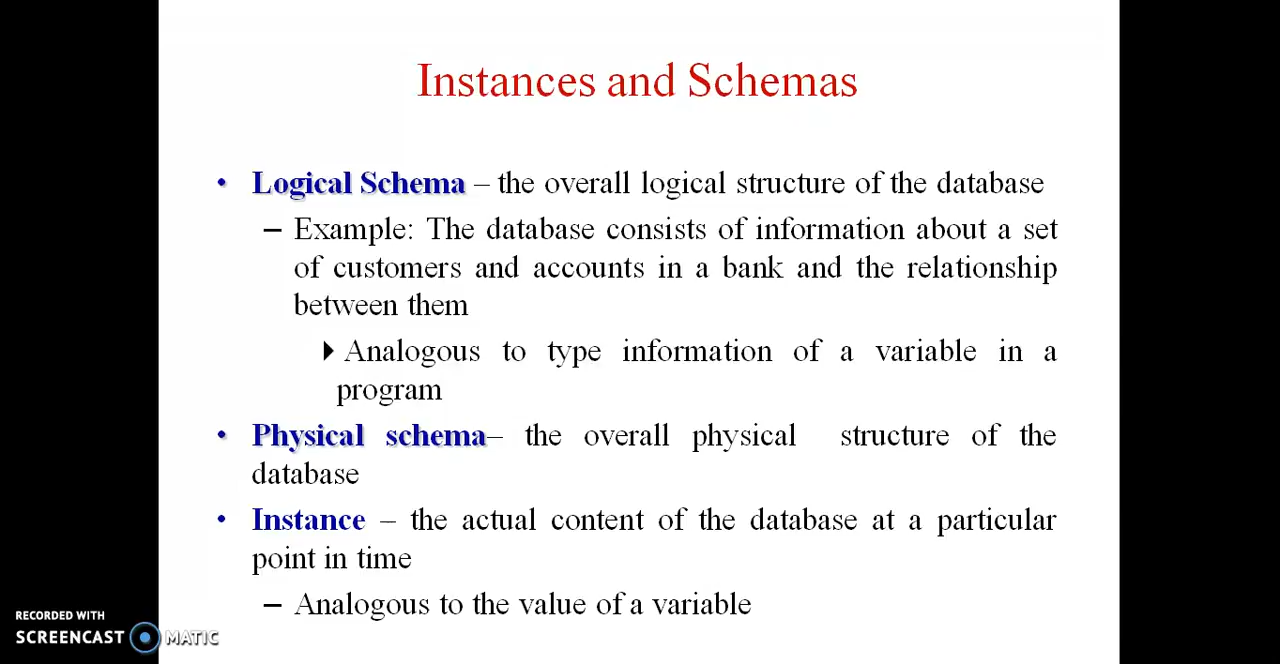 Instances and Schemas
• Logical Schema – the overall logical structure of the database
– Example: The database consists of information about a set
of customers and accounts in a bank and the relationship
between them
Analogous to type information of a variable in a
program
• Physical schema– the overall physical structure of the
database
• Instance – the actual content of the database at a particular
point in time
– Analogous to the value of a variable
RECORDED WITH
SCREENCAST MATIC